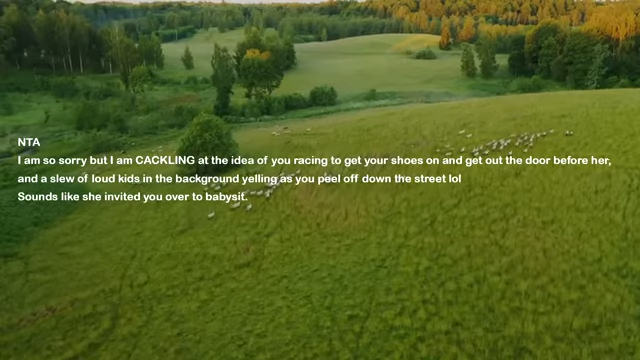 NTA
I am so sorry but I am CACKLING at the idea of you racing to get your shoes on and get out the door before her,
and a slew of loud kids in the background yelling as you peel off down the street lol
Sounds like she invited you over to babysit.